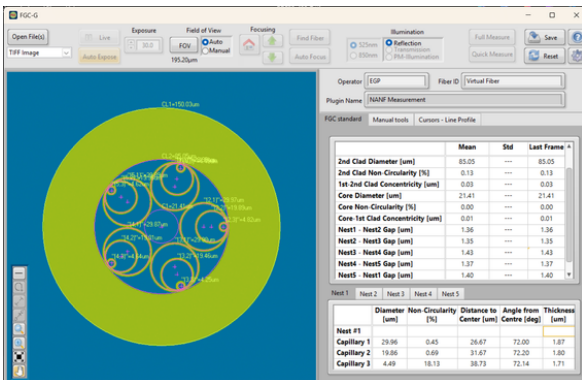 FGC-G
Open File(s)
TIFF Image
Live
Auto Expose
Exposure
30.0
Field of View
FOV
Auto
Manual
195.20µm
Focusing
Find Fiber
Auto Focus
Illumination
Reflection
Transmission
PM-Illumination
Full Measure
Quick Measure
Save
Reset
Operator EGP Fiber ID Virtual Fiber
Plugin Name NANF Measurement
FGC standard Manual tools Cursors - Line Profile
Mean Std Last Frame
2nd Clad Diameter [um] 85.05 --- 85.05
2nd Clad Non-Circularity [%] 0.13 --- 0.13
1st-2nd Clad Concentricity [um] 0.03 --- 0.03
Core Diameter [um] 21.41 --- 21.41
Core Non-Circularity [%] 0.00 --- 0.00
Core-1st Clad Concentricity [um] 0.01 --- 0.01
Nest1 - Nest2 Gap [um] 1.36 --- 1.36
Nest2 - Nest3 Gap [um] 1.35 --- 1.35
Nest3 - Nest4 Gap [um] 1.43 --- 1.43
Nest4 - Nest5 Gap [um] 1.37 --- 1.37
Nest5 - Nest1 Gap [um] 1.40 --- 1.40
Nest 1 Nest 2 Nest 3 Nest 4 Nest 5
Diameter [um] Non-Circularity [%] Distance to Center [um] Angle from Centre [deg] Thickness [um]
Nest #1
Capillary 1 29.96 0.45 26.67 72.00 1.87
Capillary 2 19.86 0.69 31.67 72.20 1.80
Capillary 3 4.49 18.13 38.73 72.14 1.71
CL1=150.03um